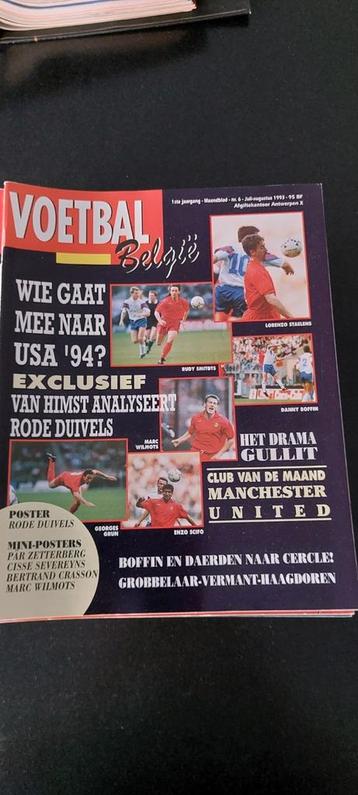 1ste jaargang - Maandblad - nr. 6 - Juli-augustus 1993 - 95 BF
Afgiftekantoor Antwerpen X
VOETBAL
België
WIE GAAT
MEE NAAR
USA '94?
EXCLUSIEF
VAN HIMST ANALYSEERT
RODE DUIVELS
LORENZO STAELENS
RUDY SMIDTS
DANNY BOFFIN
MARC
WILMOTS
HET DRAMA
GULLIT
CLUB VAN DE MAAND
MANCHESTER
UNITED
GEORGES
GRUN
ENZO SCIFO
POSTER
RODE DUIVELS
MINI-POSTERS
PAR ZETTERBERG
CISSE SEVEREYNS
BERTRAND CRASSON
MARC WILMOTS
BOFFIN EN DAERDEN NAAR CERCLE!
GROBBELAAR-VERMANT-HAAGDOREN